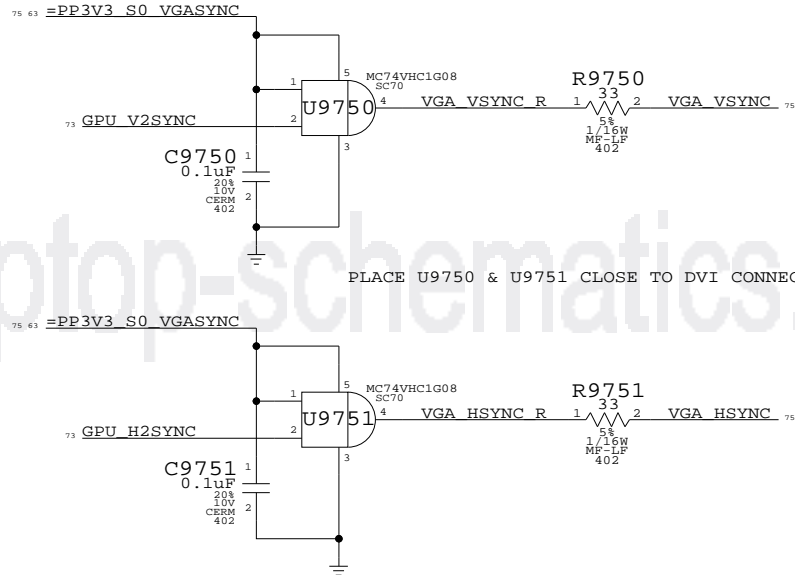 75 63 =PP3V3_S0_VGASYNC
5
MC74VHC1G08
SC70
1
U9750
4
VGA_VSYNC_R
R9750
33
1
2
VGA_VSYNC
75
5%
1/16W
MF-LF
402
73 GPU_V2SYNC
2
3
C9750
1
0.1uF
20%
10V
CERM
402
2
ptop-schematics.
PLACE U9750 & U9751 CLOSE TO DVI CONNEC
75 63 =PP3V3_S0_VGASYNC
5
MC74VHC1G08
SC70
1
U9751
4
VGA_HSYNC_R
R9751
33
1
2
VGA_HSYNC
75
5%
1/16W
MF-LF
402
73 GPU_H2SYNC
2
3
C9751
1
0.1uF
20%
10V
CERM
402
2